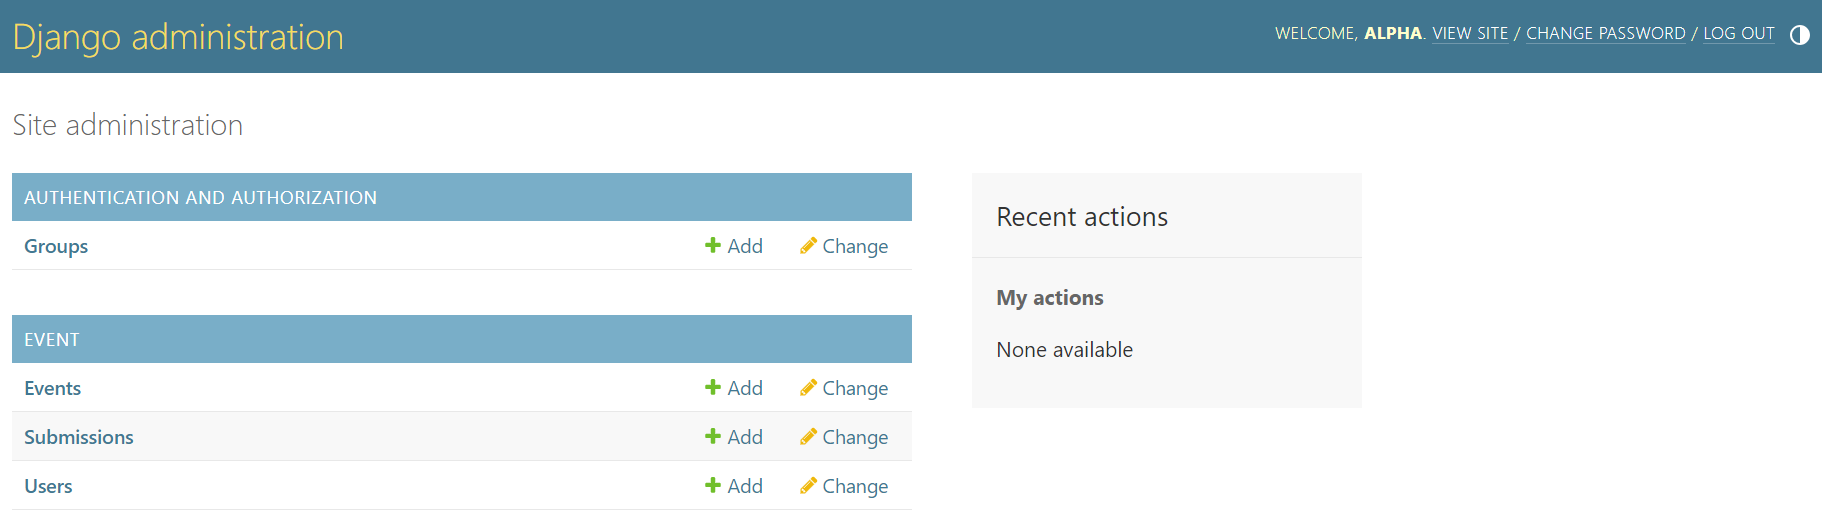 Django administration
WELCOME, ALPHA. VIEW SITE / CHANGE PASSWORD / LOG OUT
Site administration
AUTHENTICATION AND AUTHORIZATION
Groups Add Change
EVENT
Events Add Change
Submissions Add Change
Users Add Change
Recent actions
My actions
None available